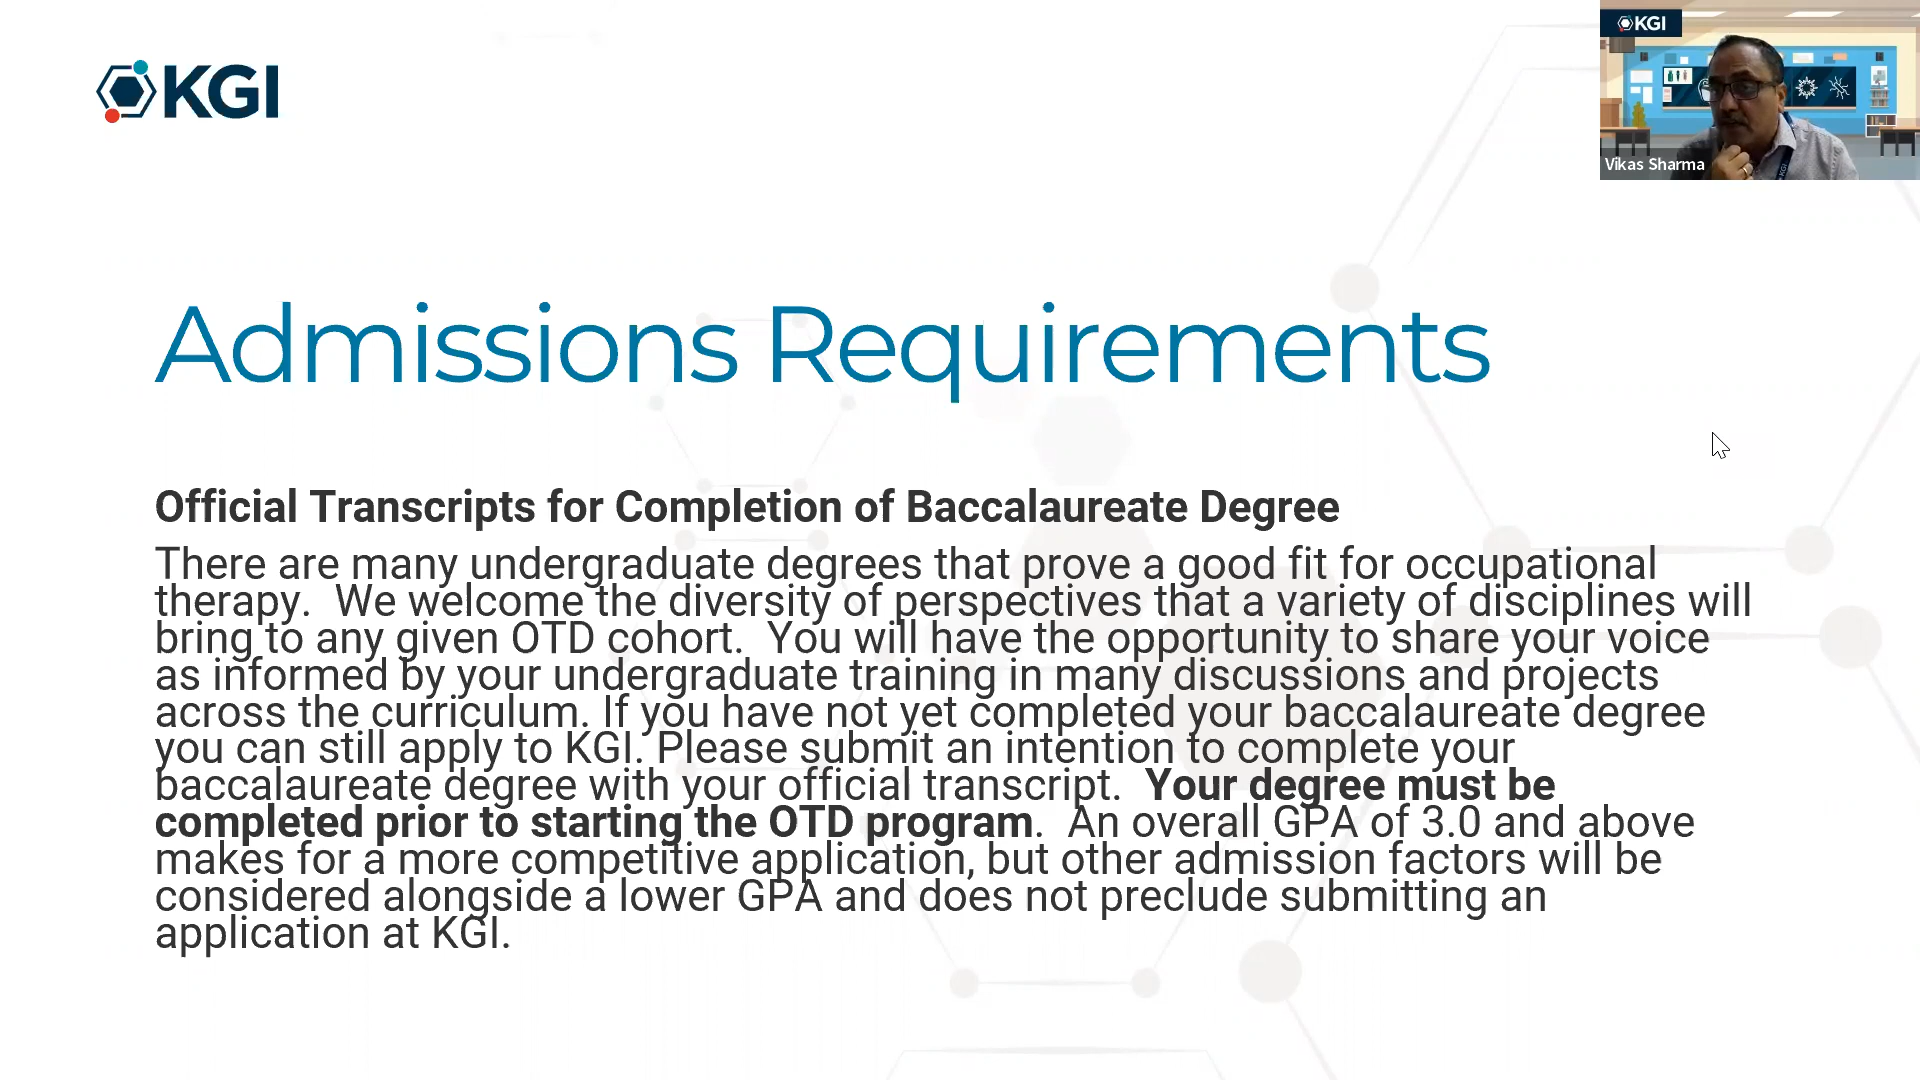 KGI
KGI
Vikas Sharma
Admissions Requirements
Official Transcripts for Completion of Baccalaureate Degree
There are many undergraduate degrees that prove a good fit for occupational
therapy.  We welcome the diversity of perspectives that a variety of disciplines will
bring to any given OTD cohort.  You will have the opportunity to share your voice
as informed by your undergraduate training in many discussions and projects
across the curriculum. If you have not yet completed your baccalaureate degree
you can still apply to KGI. Please submit an intention to complete your
baccalaureate degree with your official transcript.  Your degree must be
completed prior to starting the OTD program.  An overall GPA of 3.0 and above
makes for a more competitive application, but other admission factors will be
considered alongside a lower GPA and does not preclude submitting an
application at KGI.